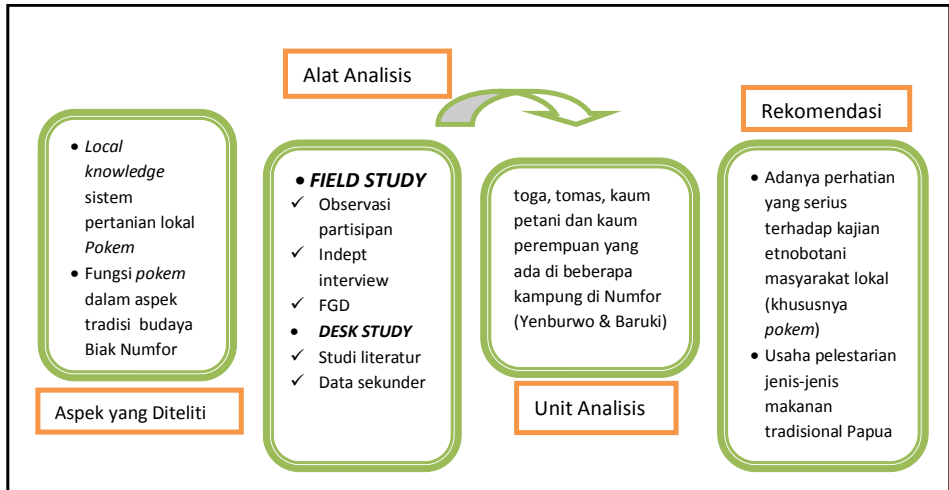 Alat Analisis
Rekomendasi
• Local
knowledge
sistem
pertanian lokal
Pokem
• Fungsi pokem
dalam aspek
tradisi budaya
Biak Numfor
Aspek yang Diteliti
• FIELD STUDY
✓ Observasi
partisipan
✓ Indept
interview
✓ FGD
• DESK STUDY
✓ Studi literatur
✓ Data sekunder
toga, tomas, kaum
petani dan kaum
perempuan yang
ada di beberapa
kampung di Numfor
(Yenburwo & Baruki)
Unit Analisis
• Adanya perhatian
yang serius
terhadap kajian
etnobotani
masyarakat lokal
(khususnya
pokem)
• Usaha pelestarian
jenis-jenis
makanan
tradisional Papua